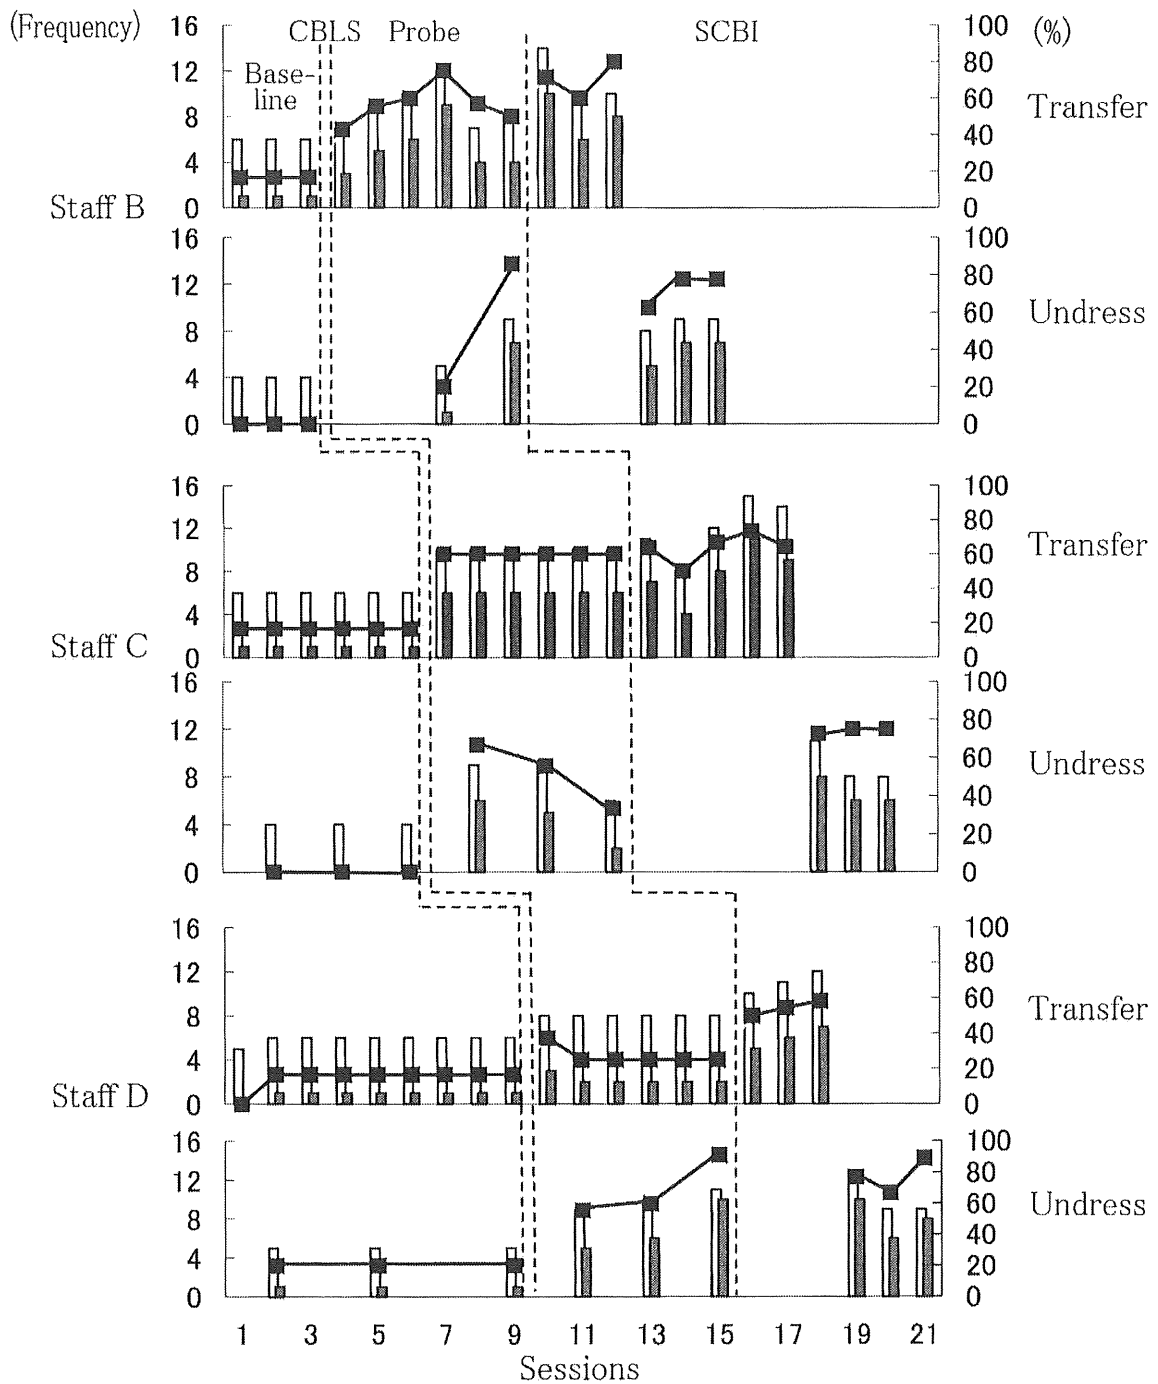 (Frequency) 16 CBLS Probe SCBI 100 (%)
12 Base- 80
line 60 Transfer
8 40
4 20
Staff B 0 0
16 100
12 80
60 Undress
8 40
4 20
0 0
16 100
12 80
60 Transfer
8 40
4 20
Staff C 0 0
16 100
12 80
60 Undress
8 40
4 20
0 0
16 100
12 80
60 Transfer
8 40
4 20
Staff D 0 0
16 100
12 80
60 Undress
8 40
4 20
0 0
1 3 5 7 9 11 13 15 17 19 21
Sessions